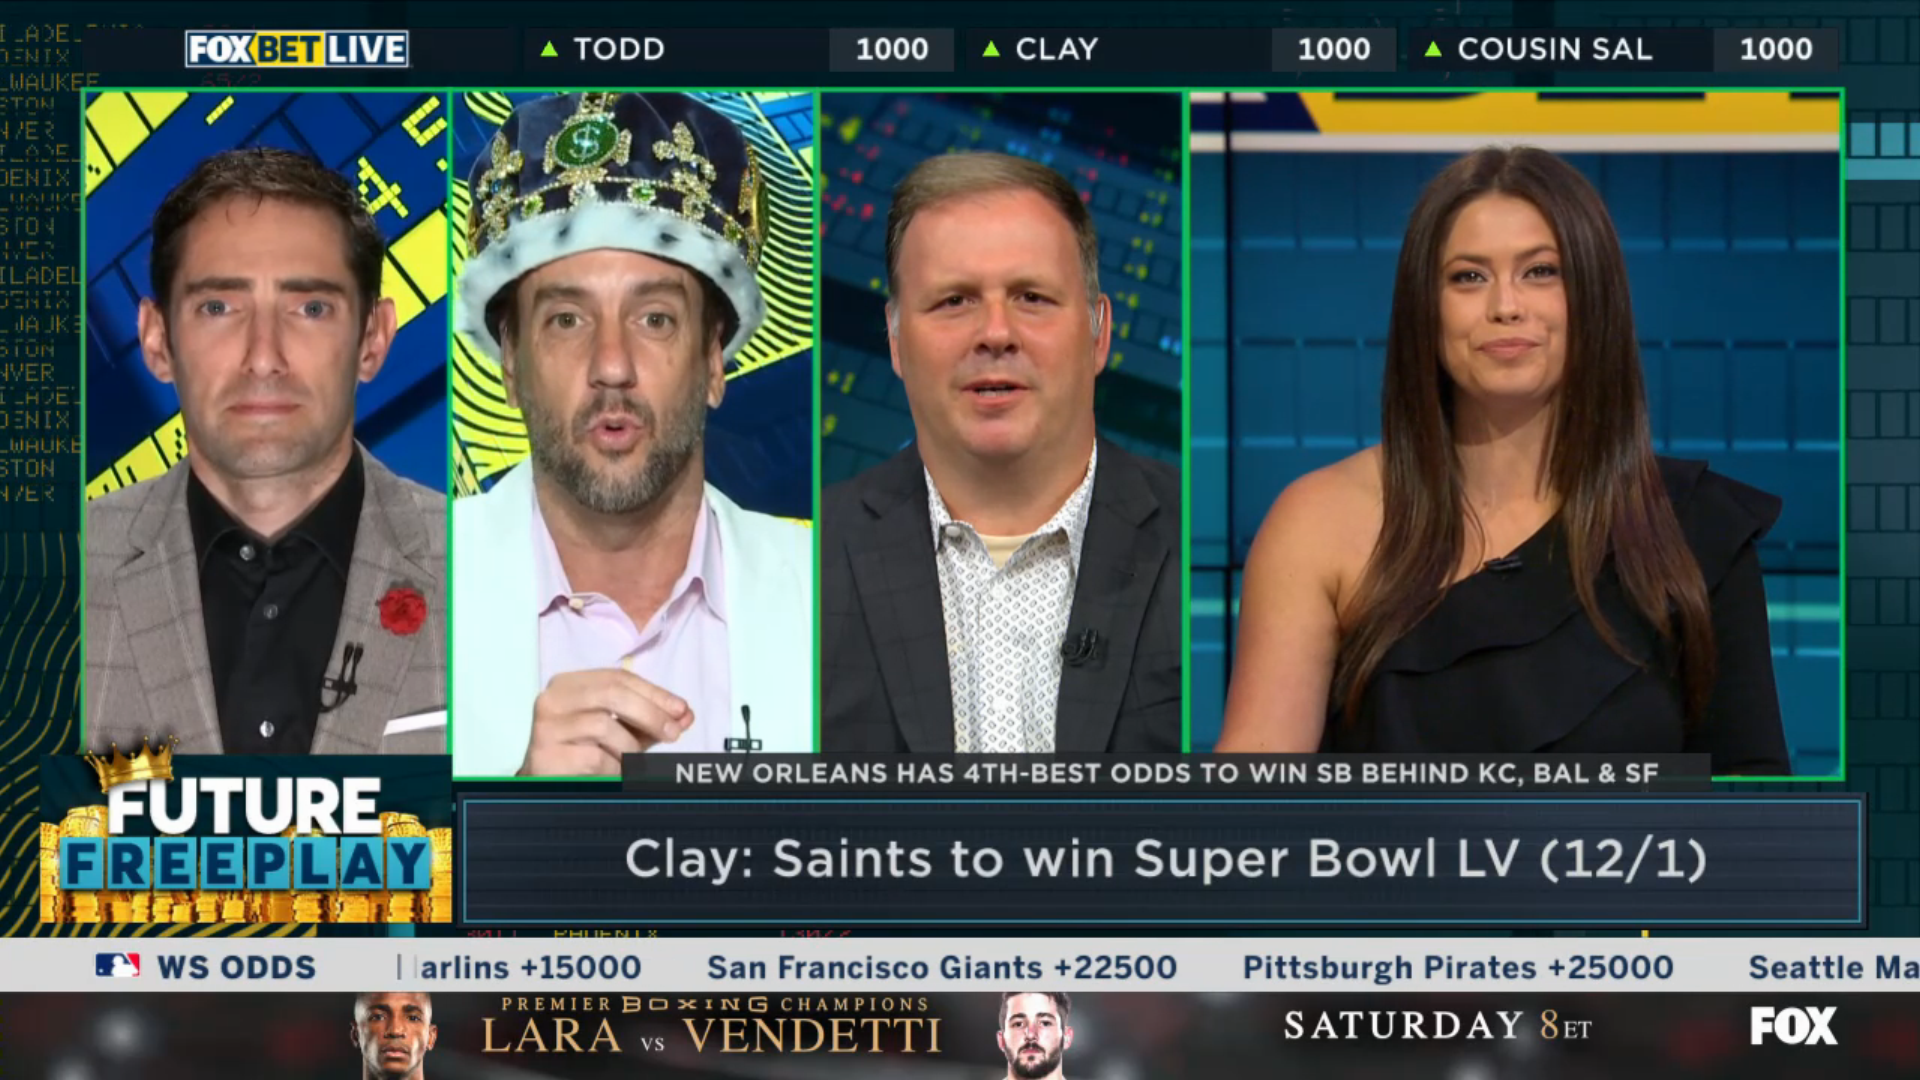 FOX BET LIVE
TODD 1000
CLAY 1000
COUSIN SAL 1000
NEW ORLEANS HAS 4TH-BEST ODDS TO WIN SB BEHIND KC, BAL & SF
FUTURE
FREEPLAY
Clay: Saints to win Super Bowl LV (12/1)
WS ODDS
arlins +15000 San Francisco Giants +22500 Pittsburgh Pirates +25000 Seattle Ma
PREMIER BOXING CHAMPIONS
LARA VS VENDETTI
SATURDAY 8ET
FOX